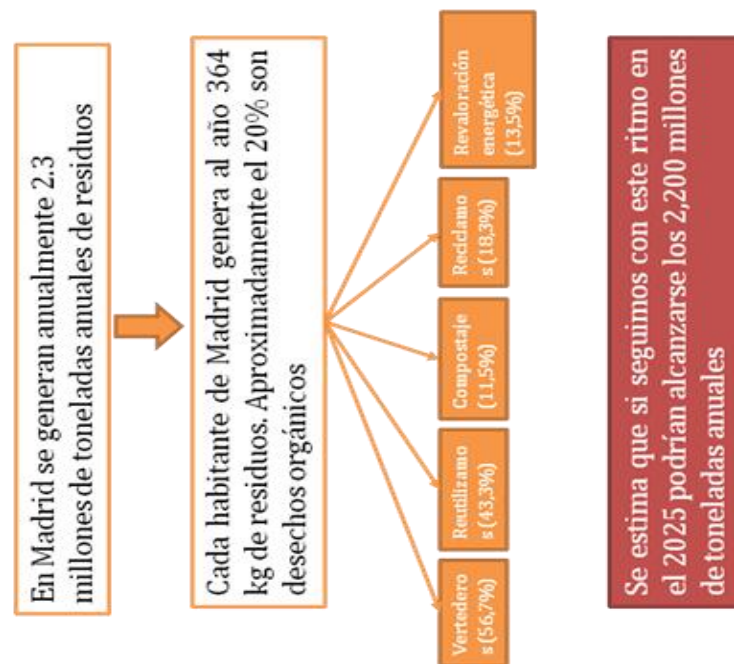 En Madrid se generan anualmente 2.3
millones de toneladas anuales de residuos
Cada habitante de Madrid genera al año 364
kg de residuos. Aproximadamente el 20% son
desechos orgánicos
Vertedero
s (56,7%)
Reutilizamo
s (43,3%)
Compostaje
(11,5%)
Reciclamo
s (18,3%)
Revaloración
energética
(13,5%)
Se estima que si seguimos con este ritmo en
el 2025 podrían alcanzarse los 2,200 millones
de toneladas anuales